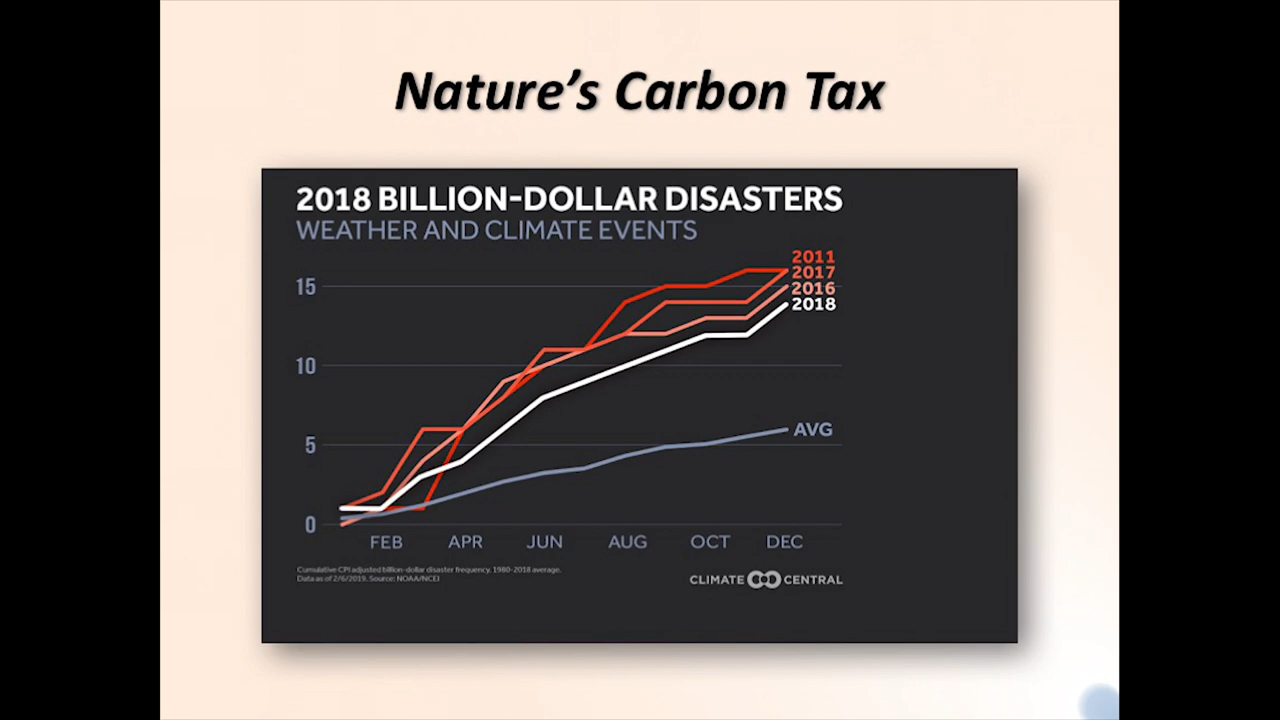 Nature's Carbon Tax
2018 BILLION-DOLLAR DISASTERS
WEATHER AND CLIMATE EVENTS
2011
2017
2016
2018
15
10
5
0
AVG
FEB APR JUN AUG OCT DEC
Cumulative CPI adjusted billion-dollar disaster frequency, 1980-2018 average.
Data as of 2/6/2019. Source: NOAA/NCEI
CLIMATE CENTRAL